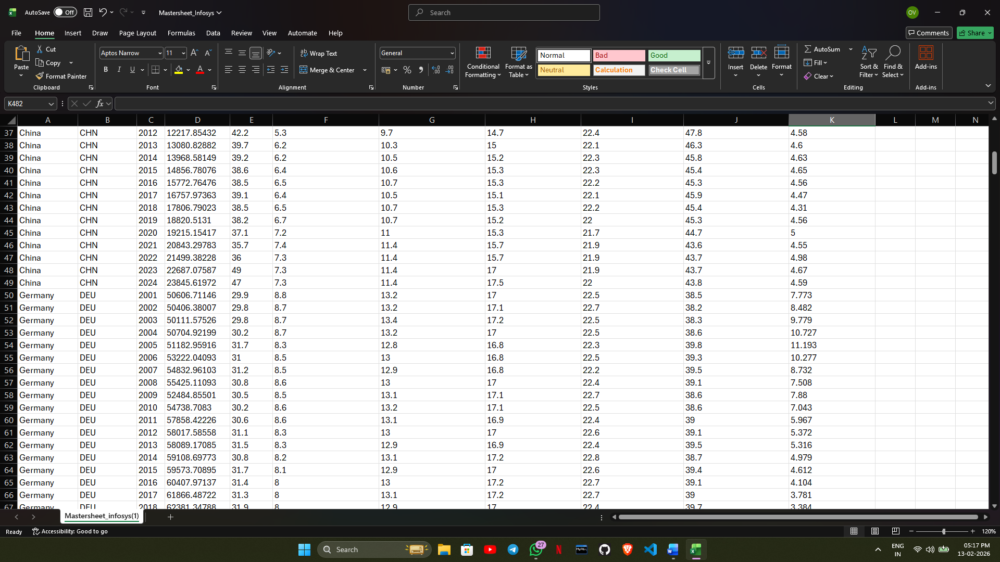 AutoSave Off Mastersheet_Infosys Search OV
File Home Insert Draw Page Layout Formulas Data Review View Automate Help Comments Share
Paste Cut Copy Format Painter Clipboard
Aptos Narrow 11 B I U Font
Wrap Text Merge & Center Alignment
General % Number
Conditional Formatting Format as Table Normal Bad Good Neutral Calculation Check Cell Styles
Insert Delete Format Cells
AutoSum Fill Clear Sort & Filter Find & Select Editing
Add-ins Add-ins
K482 fx
A B C D E F G H I J K L M N
37 China CHN 2012 12217.85432 42.2 5.3 9.7 14.7 22.4 47.8 4.58
38 China CHN 2013 13080.82882 39.7 6.2 10.3 15 22.1 46.3 4.6
39 China CHN 2014 13968.58149 39.2 6.2 10.5 15.2 22.3 45.8 4.63
40 China CHN 2015 14856.78076 38.6 6.4 10.6 15.3 22.3 45.4 4.65
41 China CHN 2016 15772.76476 38.5 6.5 10.7 15.3 22.2 45.3 4.56
42 China CHN 2017 16757.97363 39.1 6.4 10.5 15.1 22.1 45.9 4.47
43 China CHN 2018 17806.79023 38.5 6.5 10.7 15.3 22.2 45.4 4.31
44 China CHN 2019 18820.5131 38.2 6.7 10.7 15.2 22 45.3 4.56
45 China CHN 2020 19215.15417 37.1 7.2 11 15.3 21.7 44.7 5
46 China CHN 2021 20843.29783 35.7 7.4 11.4 15.7 21.9 43.6 4.55
47 China CHN 2022 21499.38228 36 7.3 11.4 15.7 21.9 43.7 4.98
48 China CHN 2023 22687.07587 49 7.3 11.4 17 21.9 43.7 4.67
49 China CHN 2024 23845.61972 47 7.3 11.4 17.5 22 43.8 4.59
50 Germany DEU 2001 50606.71146 29.9 8.8 13.2 17 22.5 38.5 7.773
51 Germany DEU 2002 50406.38007 29.8 8.7 13.2 17.1 22.7 38.2 8.482
52 Germany DEU 2003 50111.57526 29.8 8.7 13.4 17.2 22.5 38.3 9.779
53 Germany DEU 2004 50704.92199 30.2 8.7 13.2 17 22.5 38.6 10.727
54 Germany DEU 2005 51182.95916 31.7 8.3 12.8 16.8 22.3 39.8 11.193
55 Germany DEU 2006 53222.04093 31 8.5 13 16.8 22.5 39.3 10.277
56 Germany DEU 2007 54832.96103 31.2 8.5 12.9 16.8 22.2 39.5 8.732
57 Germany DEU 2008 55425.11093 30.8 8.6 13 17 22.4 39.1 7.508
58 Germany DEU 2009 52484.85501 30.5 8.5 13.1 17.1 22.7 38.6 7.88
59 Germany DEU 2010 54738.7083 30.2 8.6 13.2 17.1 22.5 38.6 7.043
60 Germany DEU 2011 57858.42226 30.6 8.6 13.1 16.9 22.4 39 5.967
61 Germany DEU 2012 58017.58558 31.1 8.3 13 17 22.6 39.1 5.372
62 Germany DEU 2013 58089.17085 31.5 8.3 12.9 16.9 22.4 39.5 5.316
63 Germany DEU 2014 59108.69773 30.8 8.2 13.1 17.2 22.8 38.7 4.979
64 Germany DEU 2015 59573.70895 31.7 8.1 12.9 17 22.6 39.4 4.612
65 Germany DEU 2016 60407.97137 31.4 8 13 17.2 22.7 39.1 4.104
66 Germany DEU 2017 61866.48722 31.3 8 13.1 17.2 22.7 39 3.781
67 Germany DEU 2018 62381.34788 31.9 8 12.9 17 22.4 39.7 3.384
Mastersheet_infosys(1)
Ready Accessibility: Good to go 120%
Search 27 MySQL N ENG IN 05:17 PM 13-02-2026